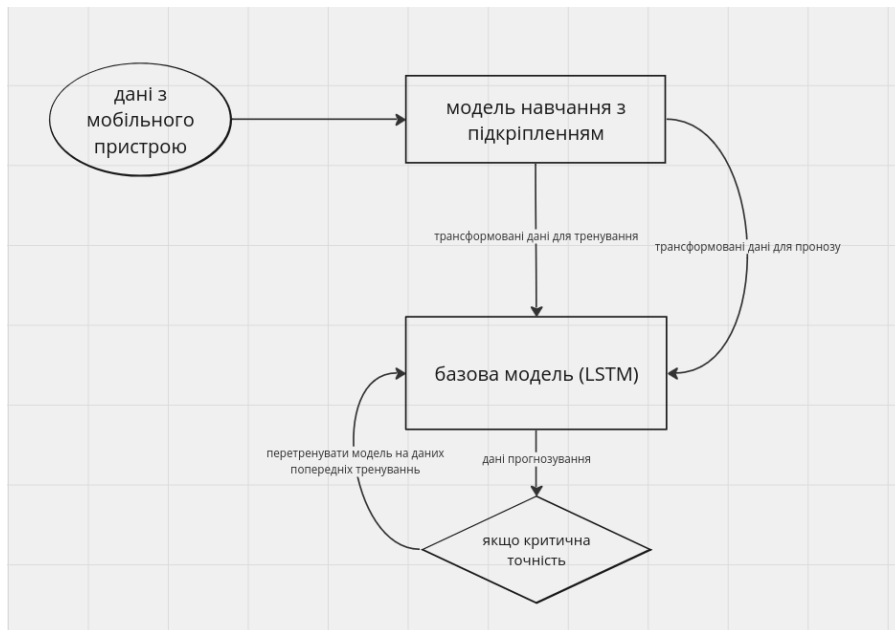 дані з
мобільного
пристрою
модель навчання з
підкріпленням
трансформовані дані для тренування
трансформовані дані для пронозу
базова модель (LSTM)
перетренувати модель на даних
попередніх тренуваннь
дані прогнозування
якщо критична
точність